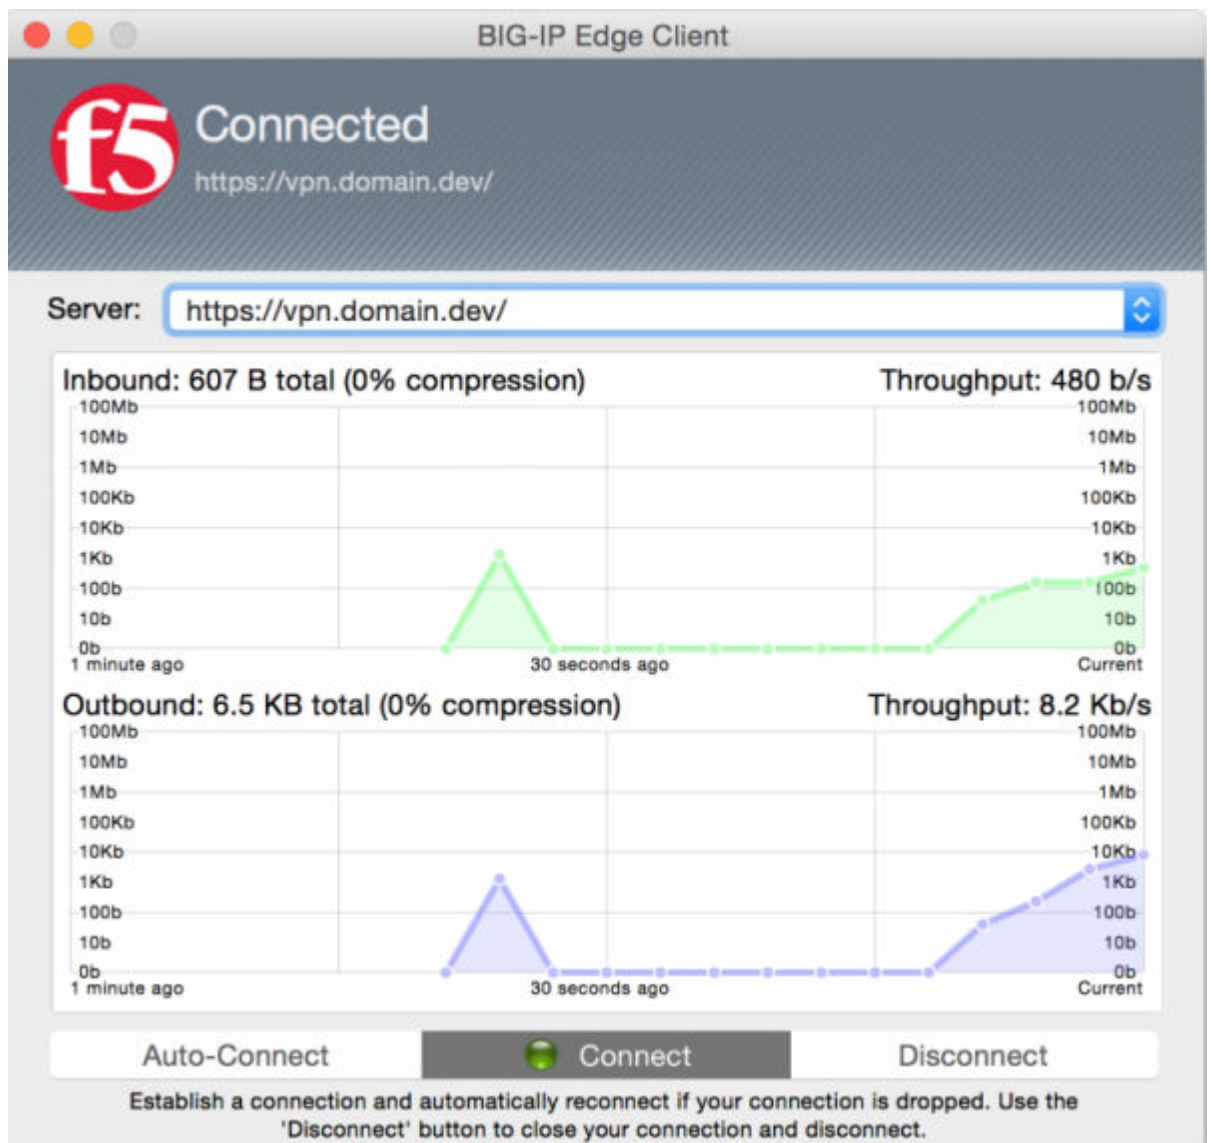 BIG-IP Edge Client
f5
Connected
https://vpn.domain.dev/
Server: https://vpn.domain.dev/
Inbound: 607 B total (0% compression) Throughput: 480 b/s
100Mb 100Mb
10Mb 10Mb
1Mb 1Mb
100Kb 100Kb
10Kb 10Kb
1Kb 1Kb
100b 100b
10b 10b
0b 0b
1 minute ago 30 seconds ago Current
Outbound: 6.5 KB total (0% compression) Throughput: 8.2 Kb/s
100Mb 100Mb
10Mb 10Mb
1Mb 1Mb
100Kb 100Kb
10Kb 10Kb
1Kb 1Kb
100b 100b
10b 10b
0b 0b
1 minute ago 30 seconds ago Current
Auto-Connect Connect Disconnect
Establish a connection and automatically reconnect if your connection is dropped. Use the
'Disconnect' button to close your connection and disconnect.